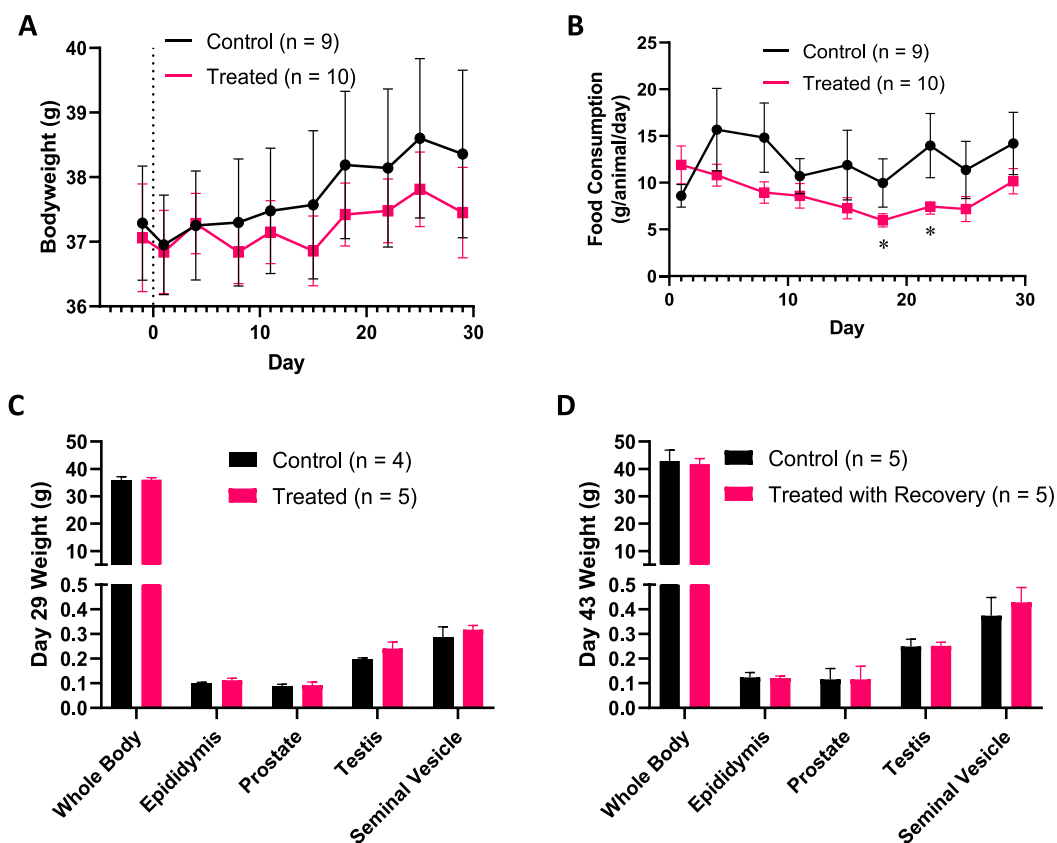 A
Control (n = 9)
Treated (n = 10)
Bodyweight (g)
40
39
38
37
36
0
10
20
30
Day
B
Control (n = 9)
Treated (n = 10)
Food Consumption
(g/animal/day)
25
20
15
10
5
0
*
*
0
10
20
30
Day
C
Control (n = 4)
Treated (n = 5)
Day 29 Weight (g)
50
40
30
20
10
0.5
0.4
0.3
0.2
0.1
0.0
Whole Body
Epididymis
Prostate
Testis
Seminal Vesicle
D
Control (n = 5)
Treated with Recovery (n = 5)
Day 43 Weight (g)
50
40
30
20
10
0.5
0.4
0.3
0.2
0.1
0.0
Whole Body
Epididymis
Prostate
Testis
Seminal Vesicle